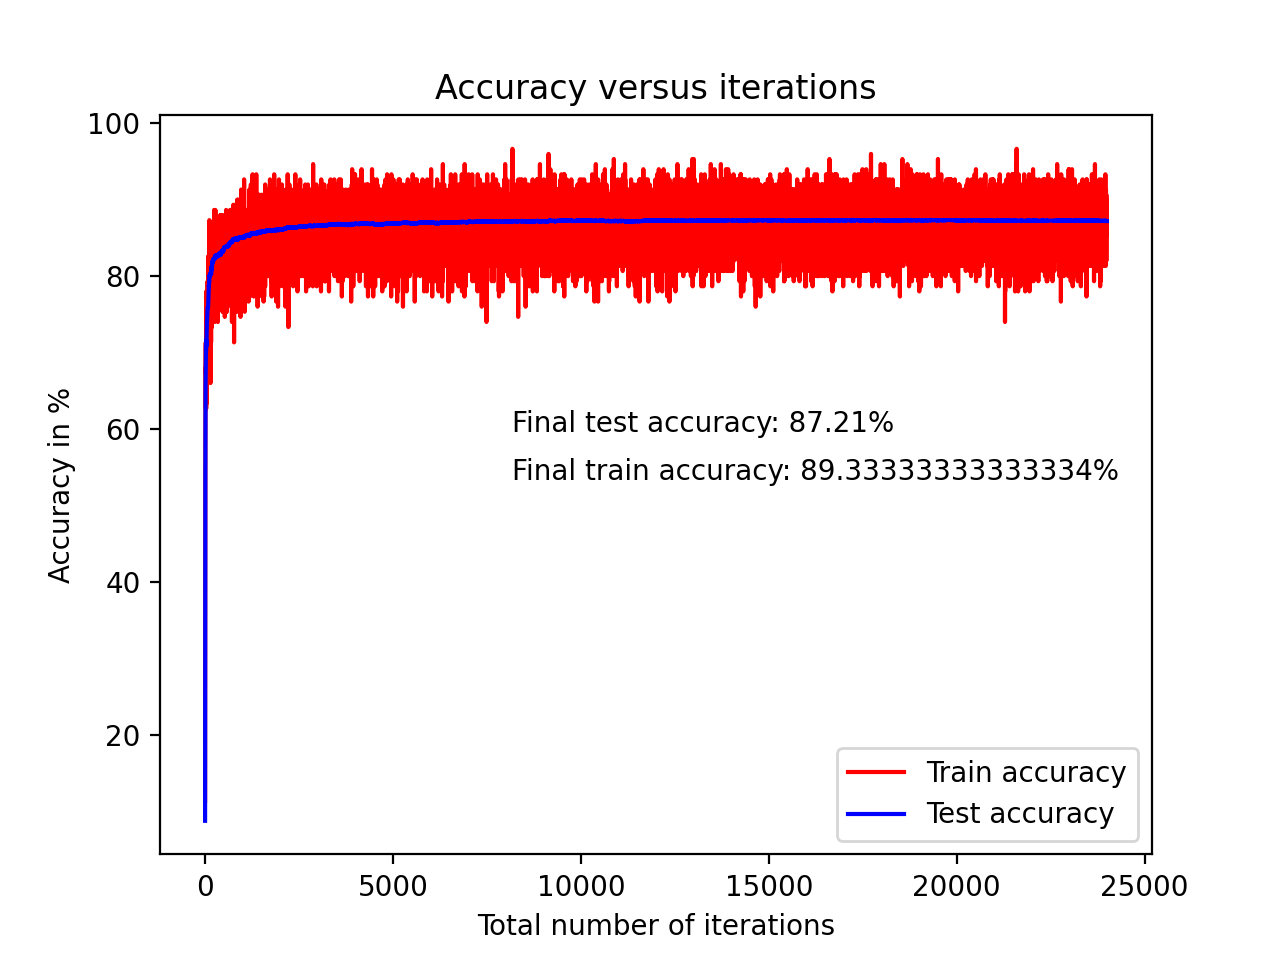 Accuracy versus iterations
100
80
60
40
20
Accuracy in %
Final test accuracy: 87.21%
Final train accuracy: 89.33333333333334%
Train accuracy
Test accuracy
0 5000 10000 15000 20000 25000
Total number of iterations